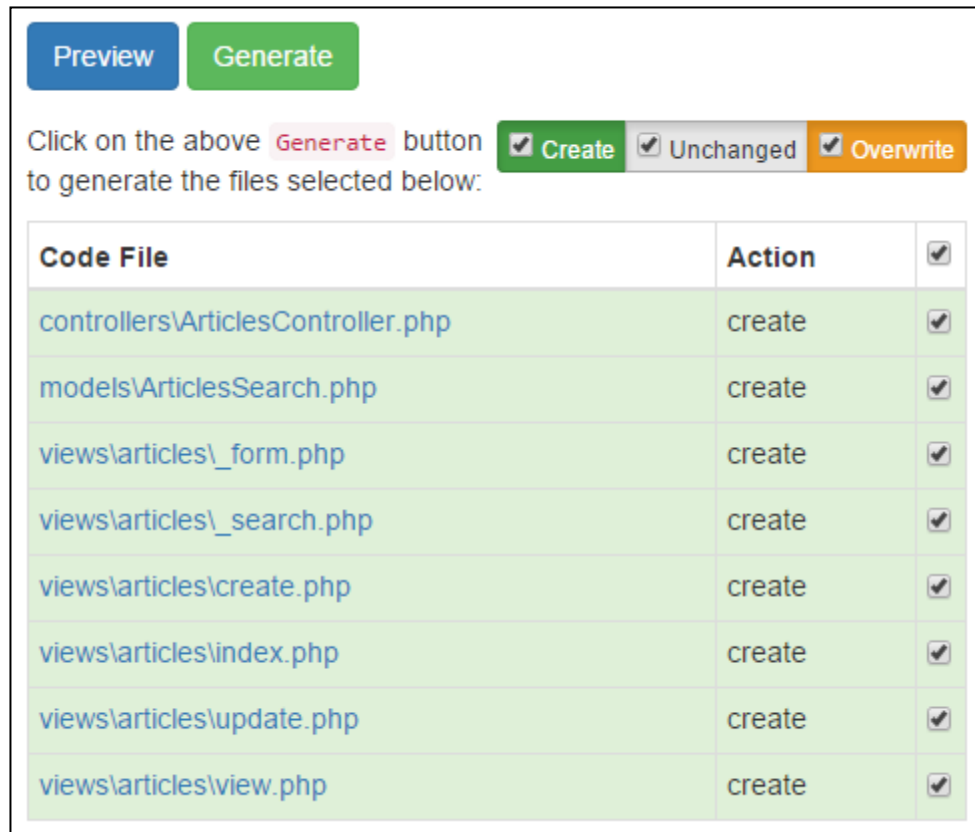 Preview Generate
Click on the above Generate button
to generate the files selected below:
Create Unchanged Overwrite
Code File Action
controllers\ArticlesController.php create
models\ArticlesSearch.php create
views\articles\_form.php create
views\articles\_search.php create
views\articles\create.php create
views\articles\index.php create
views\articles\update.php create
views\articles\view.php create